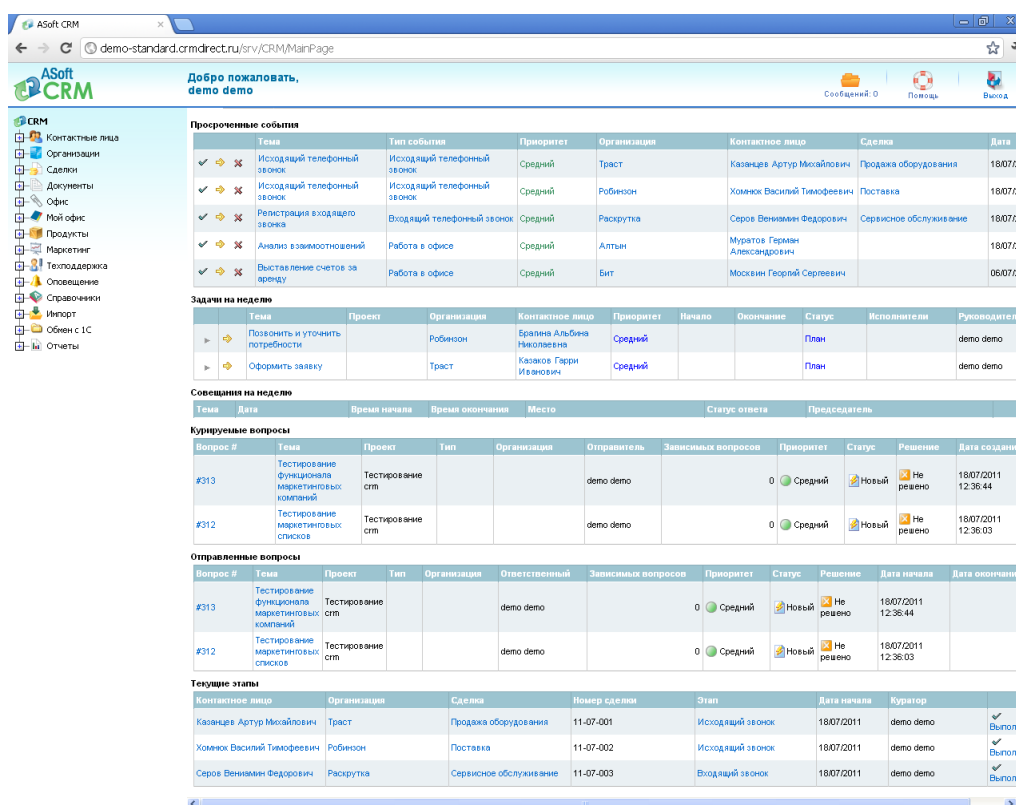 ASoft CRM
demo-standard.crmdirect.ru/srv/CRM/MainPage
ASoft
CRM
Добро пожаловать,
demo demo
Сообщений: 0
Помощь
Выход
CRM
Контактные лица
Организации
Сделки
Документы
Офис
Мой офис
Продукты
Маркетинг
Техподдержка
Оповещение
Справочники
Импорт
Обмен с 1С
Отчеты
Просроченные события
Тема Тип события Приоритет Организация Контактное лицо Сделка Дата
Исходящий телефонный Исходящий телефонный
звонок звонок Средний Траст Казанцев Артур Михайлович Продажа оборудования 18/07/
Исходящий телефонный Исходящий телефонный
звонок звонок Средний Робинзон Хомнюк Василий Тимофеевич Поставка 18/07/
Регистрация входящего
звонка Входящий телефонный звонок Средний Раскрутка Серов Вениамин Федорович Сервисное обслуживание 18/07/
Анализ взаимоотношений Работа в офисе Средний Алтын Муратов Герман
Александрович 18/07/
Выставление счетов за
аренду Работа в офисе Средний Бит Москвин Георгий Сергеевич 06/07/
Задачи на неделю
Тема Проект Организация Контактное лицо Приоритет Начало Окончание Статус Исполнители Руководител
Позвонить и уточнить
потребности Робинзон Брагина Альбина
Николаевна Средний План demo demo
Оформить заявку Траст Казаков Гарри
Иванович Средний План demo demo
Совещания на неделю
Тема Дата Время начала Время окончания Место Статус ответа Председатель
Курируемые вопросы
Вопрос # Тема Проект Тип Организация Отправитель Зависимых вопросов Приоритет Статус Решение Дата создани
#313 Тестирование
функционала
маркетинговых
компаний Тестирование
crm demo demo 0 Средний Новый Не
решено 18/07/2011
12:36:44
#312 Тестирование
маркетинговых
списков Тестирование
crm demo demo 0 Средний Новый Не
решено 18/07/2011
12:36:03
Отправленные вопросы
Вопрос # Тема Проект Тип Организация Ответственный Зависимых вопросов Приоритет Статус Решение Дата начала Дата окончани
#313 Тестирование
функционала
маркетинговых
компаний Тестирование
crm demo demo 0 Средний Новый Не
решено 18/07/2011
12:36:44
#312 Тестирование
маркетинговых
списков Тестирование
crm demo demo 0 Средний Новый Не
решено 18/07/2011
12:36:03
Текущие этапы
Контактное лицо Организация Сделка Номер сделки Этап Дата начала Куратор
Казанцев Артур Михайлович Траст Продажа оборудования 11-07-001 Исходящий звонок 18/07/2011 demo demo Выпол
Хомнюк Василий Тимофеевич Робинзон Поставка 11-07-002 Исходящий звонок 18/07/2011 demo demo Выпол
Серов Вениамин Федорович Раскрутка Сервисное обслуживание 11-07-003 Входящий звонок 18/07/2011 demo demo Выпол